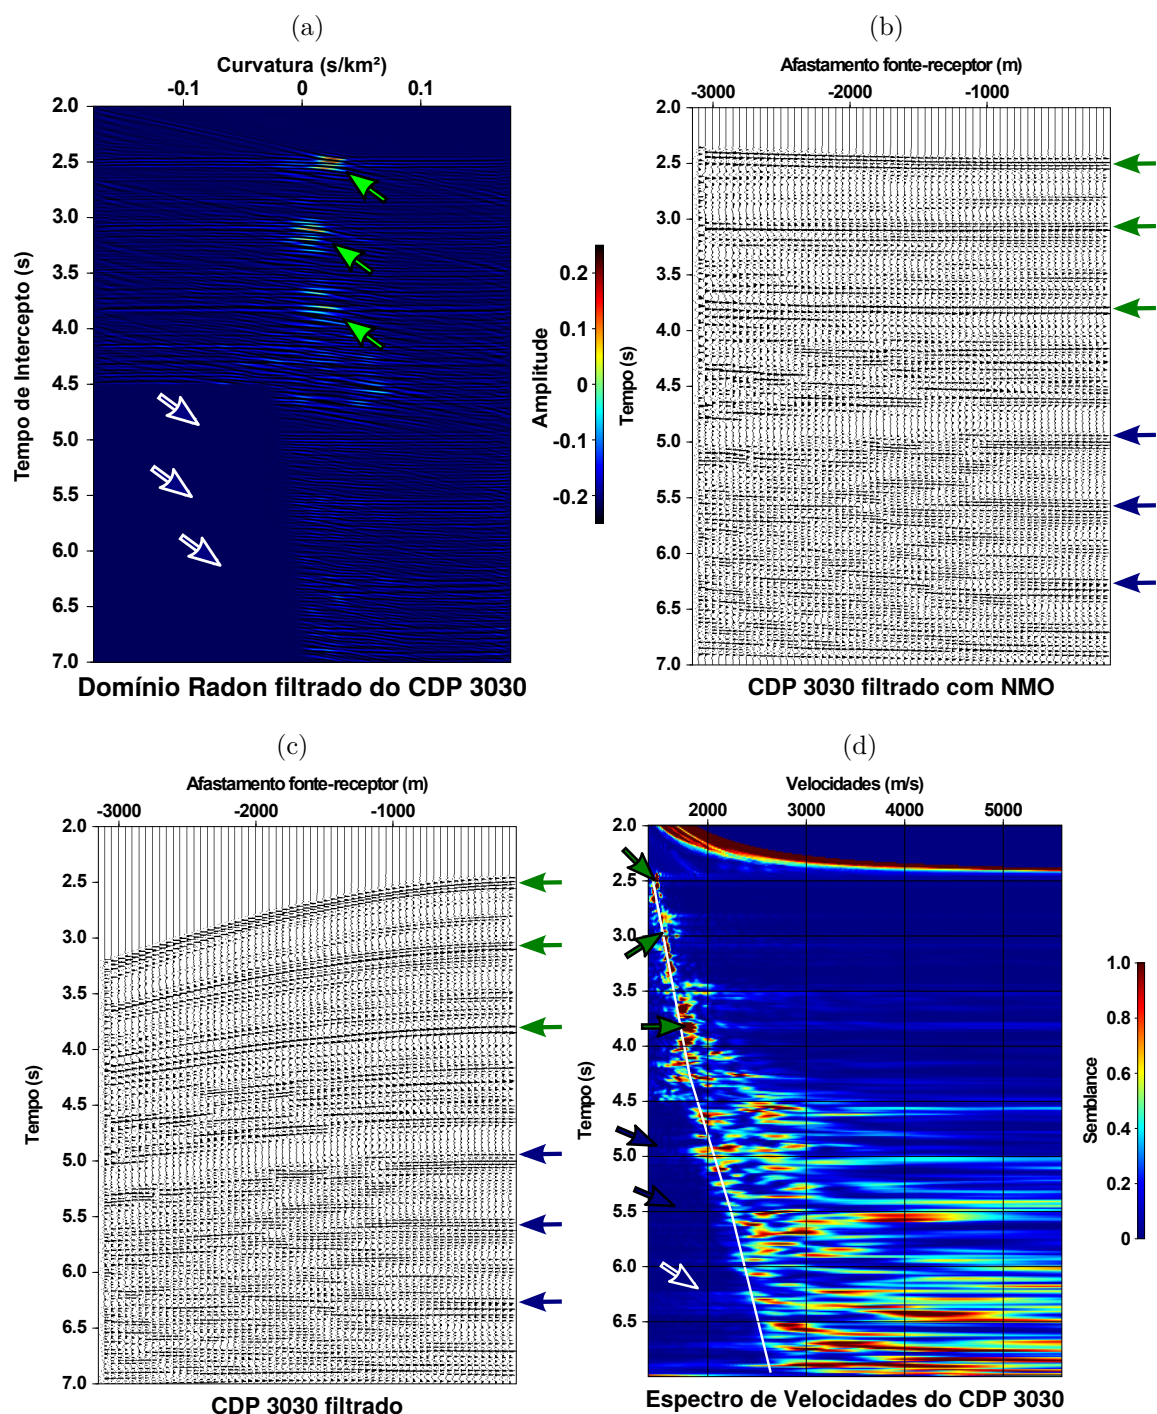 (a)
Curvatura (s/km²)
-0.1 0 0.1
2.0
2.5
3.0
3.5
4.0
4.5
5.0
5.5
6.0
6.5
7.0
Tempo de Intercepto (s)
Domínio Radon filtrado do CDP 3030
0.2
0.1
0
-0.1
-0.2
Amplitude
(b)
Afastamento fonte-receptor (m)
-3000 -2000 -1000
2.0
2.5
3.0
3.5
4.0
4.5
5.0
5.5
6.0
6.5
7.0
Tempo (s)
CDP 3030 filtrado com NMO
(c)
Afastamento fonte-receptor (m)
-3000 -2000 -1000
2.0
2.5
3.0
3.5
4.0
4.5
5.0
5.5
6.0
6.5
7.0
Tempo (s)
CDP 3030 filtrado
(d)
Velocidades (m/s)
2000 3000 4000 5000
2.0
2.5
3.0
3.5
4.0
4.5
5.0
5.5
6.0
6.5
Tempo (s)
Espectro de Velocidades do CDP 3030
1.0
0.8
0.6
0.4
0.2
0
Semblance